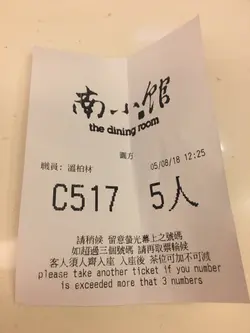 南小馆
the dining room
圓方
05/08/18 12:25
職員: 溫柏林
C517 5人
請稍候 留意螢光幕上之號碼
如超過三個號碼 請再取票輪候
客人須人齊入座 入座後 茶位可加不可減
please take another ticket if you number
is exceeded more that 3 numbers